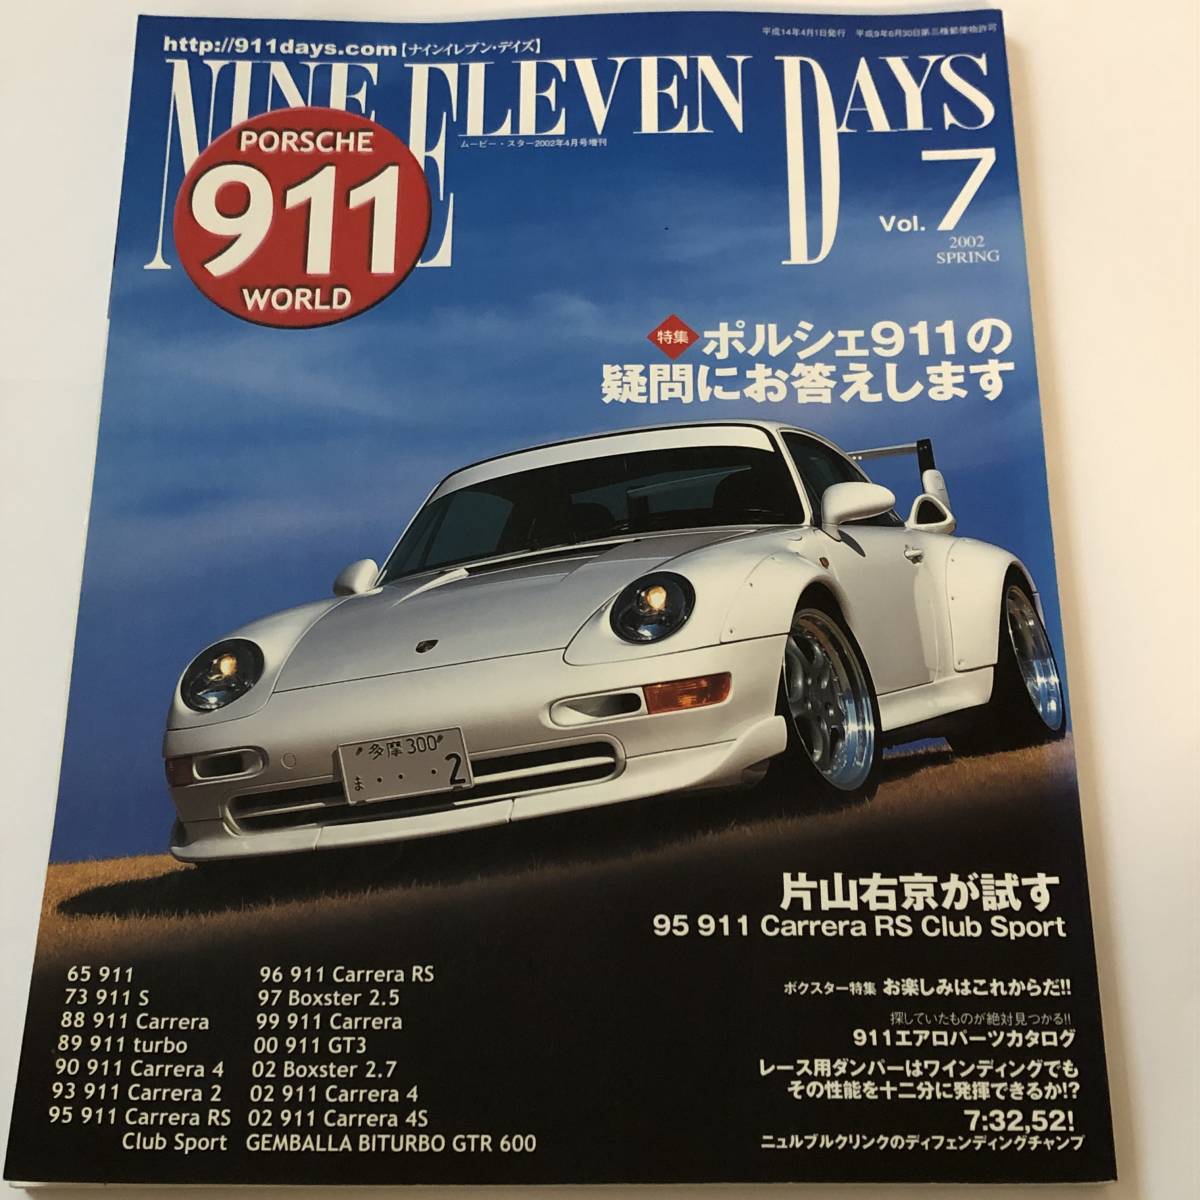 http://911days.com【ナインイレブン・デイズ】
平成14年4月1日発行 平成9年6月30日第三種郵便物許可
NINE ELEVEN DAYS
ムービー・スター2002年4月号増刊
PORSCHE
911
WORLD
Vol. 7
2002
SPRING
特集 ポルシェ911の
疑問にお答えします
多摩 300
ま ・・・2
片山右京が試す
95 911 Carrera RS Club Sport
65 911
73 911 S
88 911 Carrera
89 911 turbo
90 911 Carrera 4
93 911 Carrera 2
95 911 Carrera RS
Club Sport
96 911 Carrera RS
97 Boxster 2.5
99 911 Carrera
00 911 GT3
02 Boxster 2.7
02 911 Carrera 4
02 911 Carrera 4S
GEMBALLA BITURBO GTR 600
ボクスター特集 お楽しみはこれからだ!!
探していたものが絶対見つかる!!
911エアロパーツカタログ
レース用ダンパーはワインディングでも
その性能を十二分に発揮できるか!?
7:32,52!
ニュルブルクリンクのディフェンディングチャンプ